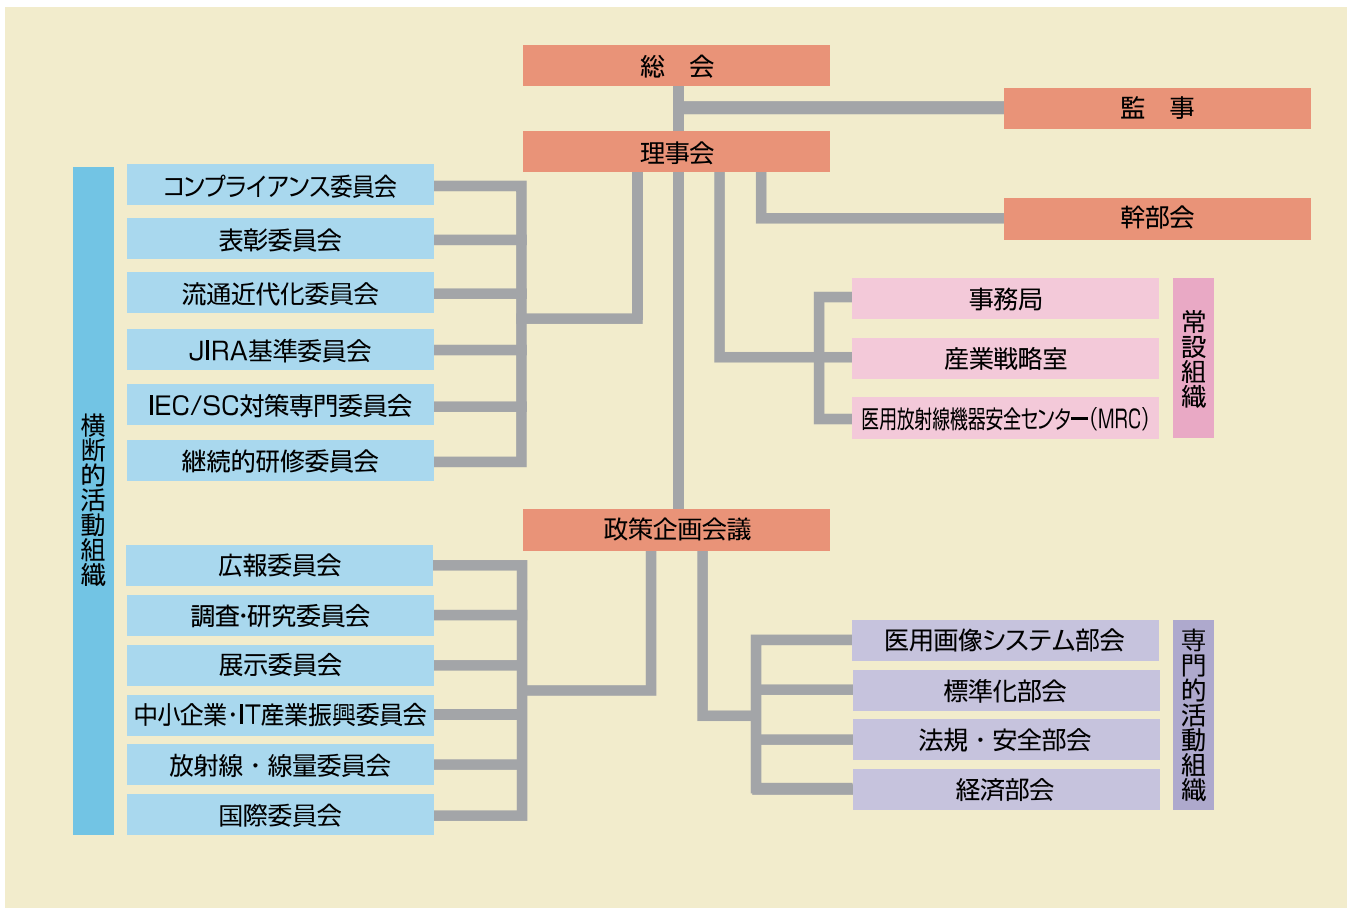 総　会
監　事
理事会
幹部会
横断的活動組織
コンプライアンス委員会
表彰委員会
流通近代化委員会
JIRA基準委員会
IEC/SC対策専門委員会
継続的研修委員会
事務局
産業戦略室
医用放射線機器安全センター(MRC)
常設組織
政策企画会議
広報委員会
調査・研究委員会
展示委員会
中小企業・IT産業振興委員会
放射線・線量委員会
国際委員会
医用画像システム部会
標準化部会
法規・安全部会
経済部会
専門的活動組織